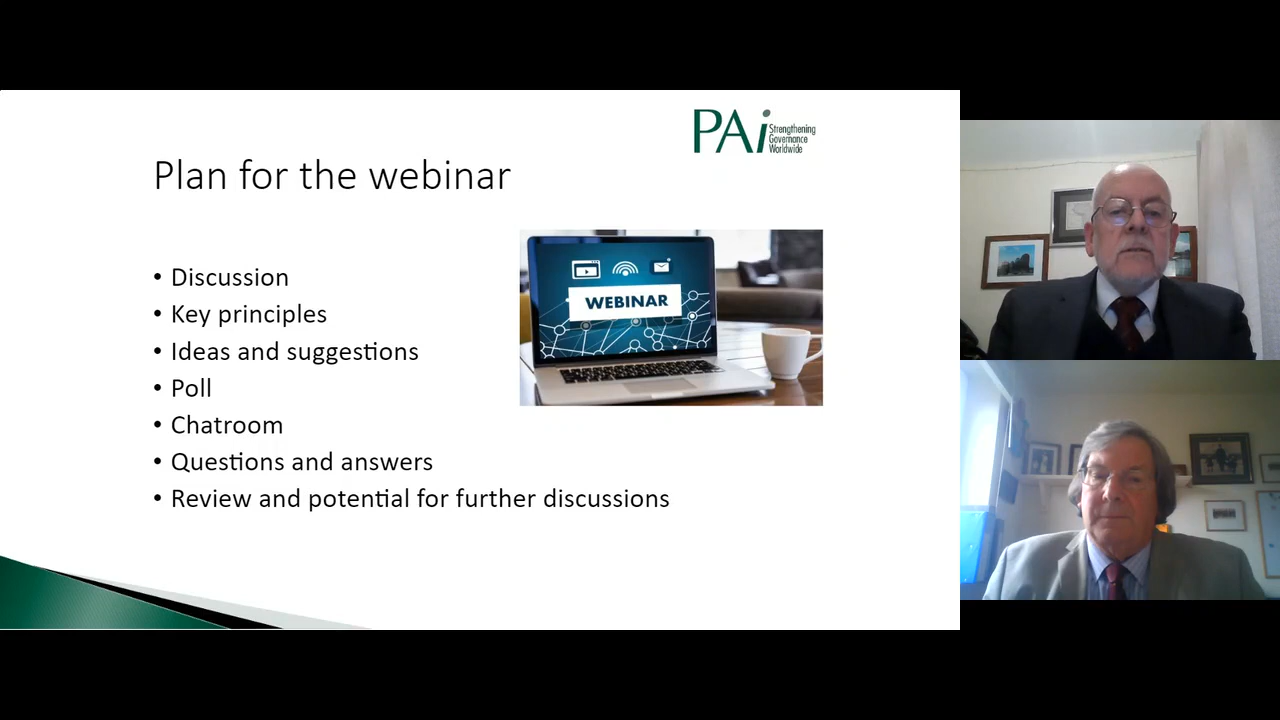 PAi
Strengthening
Governance
Worldwide
Plan for the webinar
• Discussion
• Key principles
• Ideas and suggestions
• Poll
• Chatroom
• Questions and answers
• Review and potential for further discussions
WEBINAR